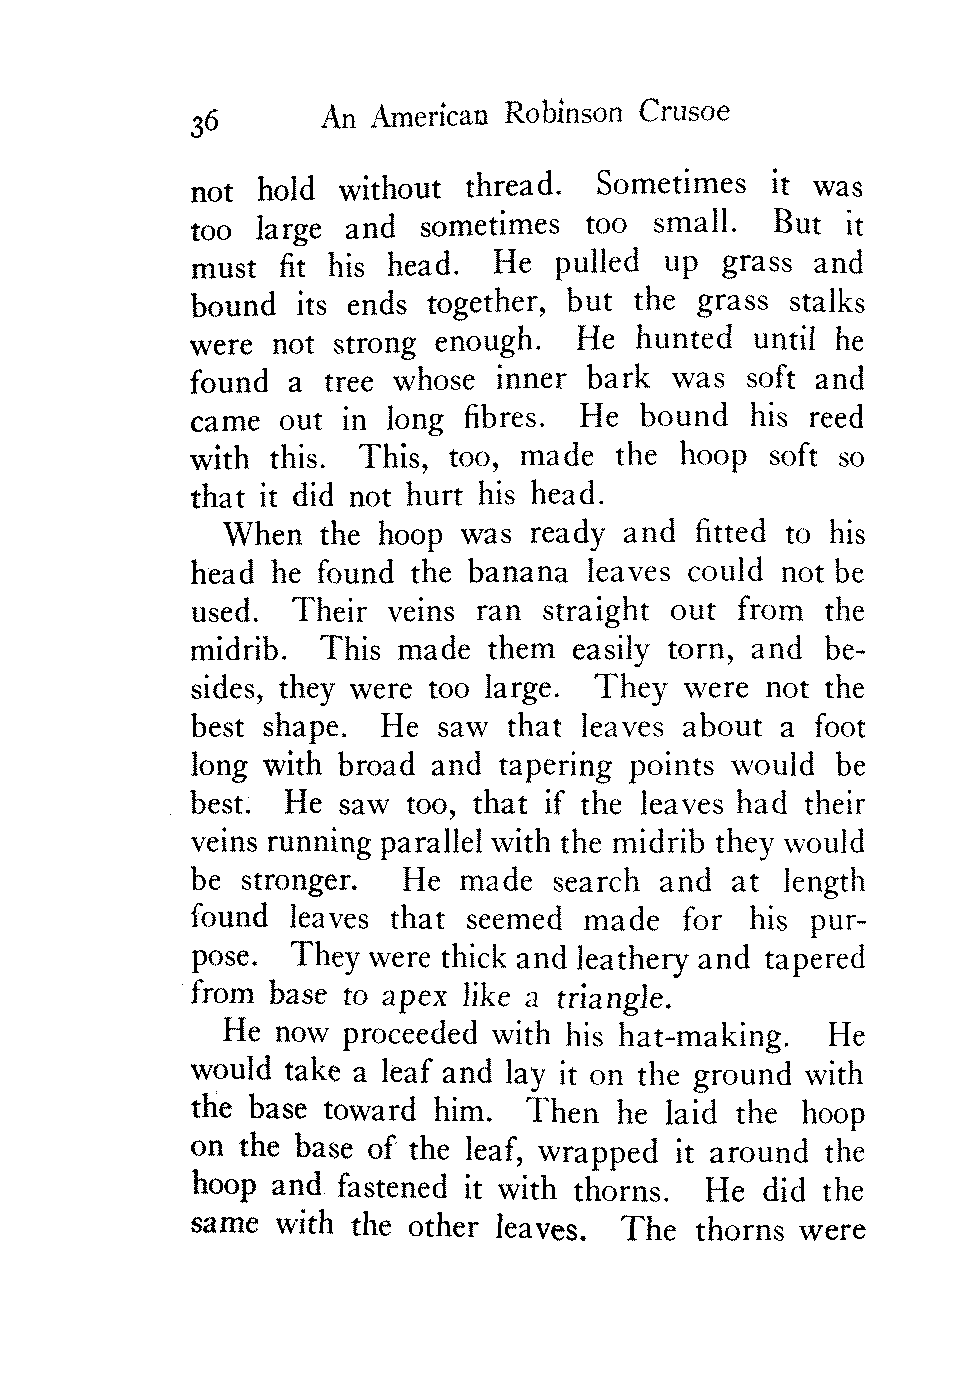 36 An American Robinson Crusoe
not hold without thread. Sometimes it was
too large and sometimes too small. But it
must fit his head. He pulled up grass and
bound its ends together, but the grass stalks
were not strong enough. He hunted until he
found a tree whose inner bark was soft and
came out in long fibres. He bound his reed
with this. This, too, made the hoop soft so
that it did not hurt his head.
When the hoop was ready and fitted to his
head he found the banana leaves could not be
used. Their veins ran straight out from the
midrib. This made them easily torn, and be-
sides, they were too large. They were not the
best shape. He saw that leaves about a foot
long with broad and tapering points would be
best. He saw too, that if the leaves had their
veins running parallel with the midrib they would
be stronger. He made search and at length
found leaves that seemed made for his pur-
pose. They were thick and leathery and tapered
from base to apex like a triangle.
He now proceeded with his hat-making. He
would take a leaf and lay it on the ground with
the base toward him. Then he laid the hoop
on the base of the leaf, wrapped it around the
hoop and fastened it with thorns. He did the
same with the other leaves. The thorns were